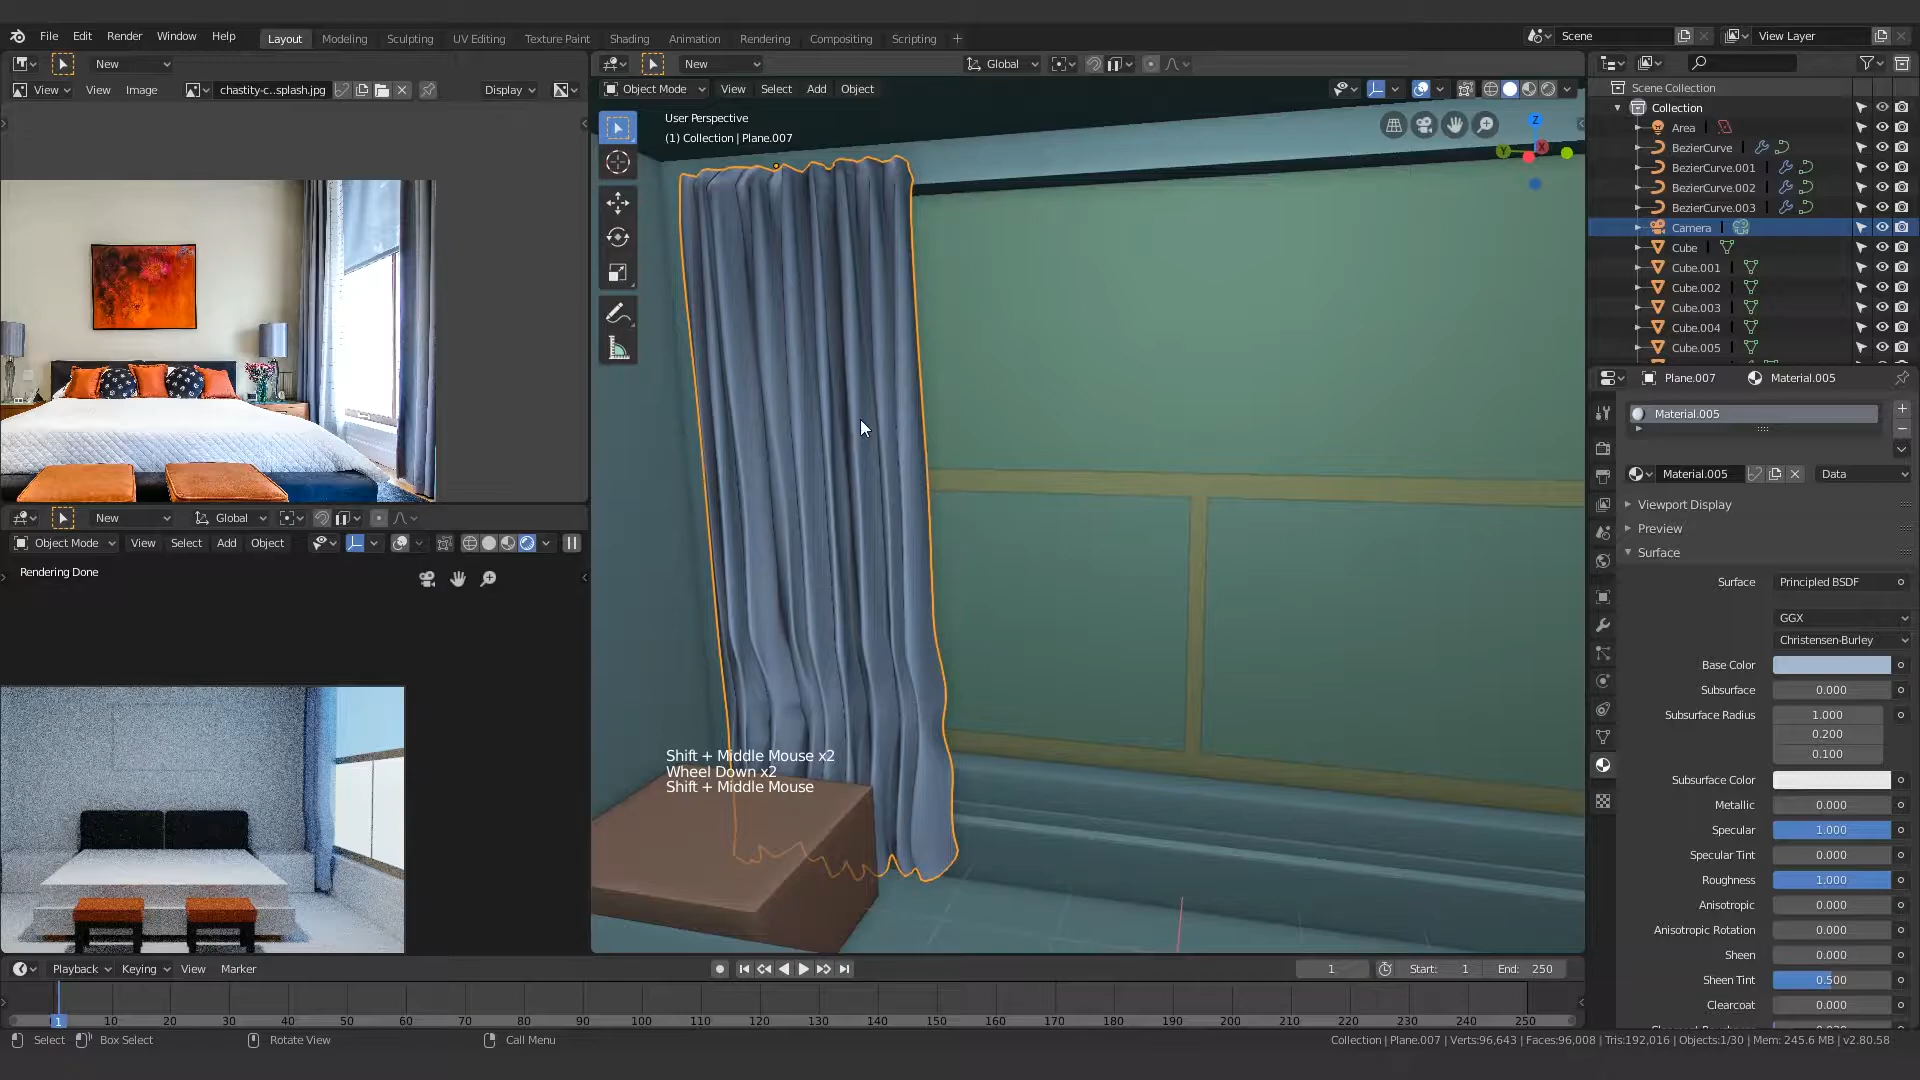 File Edit Render Window Help Layout Modeling Sculpting UV Editing Texture Paint Shading Animation Rendering Compositing Scripting + Scene View Layer
New New Global
View View Image chastity-c..splash.jpg Display Object Mode View Select Add Object
User Perspective
(1) Collection | Plane.007
Z
Y
X
Scene Collection
Collection
Area
BezierCurve
BezierCurve.001
BezierCurve.002
BezierCurve.003
Camera
Cube
Cube.001
Cube.002
Cube.003
Cube.004
Cube.005
Plane.007 Material.005
Material.005
Material.005 Data
Viewport Display
Preview
Surface
Surface Principled BSDF
GGX
Christensen-Burley
Base Color
Subsurface 0.000
Subsurface Radius 1.000
0.200
0.100
Subsurface Color
Metallic 0.000
Specular 1.000
Specular Tint 0.000
Roughness 1.000
Anisotropic 0.000
Anisotropic Rotation 0.000
Sheen 0.000
Sheen Tint 0.500
Clearcoat 0.000
New Global
Object Mode View Select Add Object
Rendering Done
Shift + Middle Mouse x2
Wheel Down x2
Shift + Middle Mouse
Playback Keying View Marker 1 Start: 1 End: 250
1 10 20 30 40 50 60 70 80 90 100 110 120 130 140 150 160 170 180 190 200 210 220 230 240 250
Select Box Select Rotate View Call Menu Collection | Plane.007 | Verts:96,643 | Faces:96,008 | Tris:192,016 | Objects:1/30 | Mem: 245.6 MB | v2.80.58